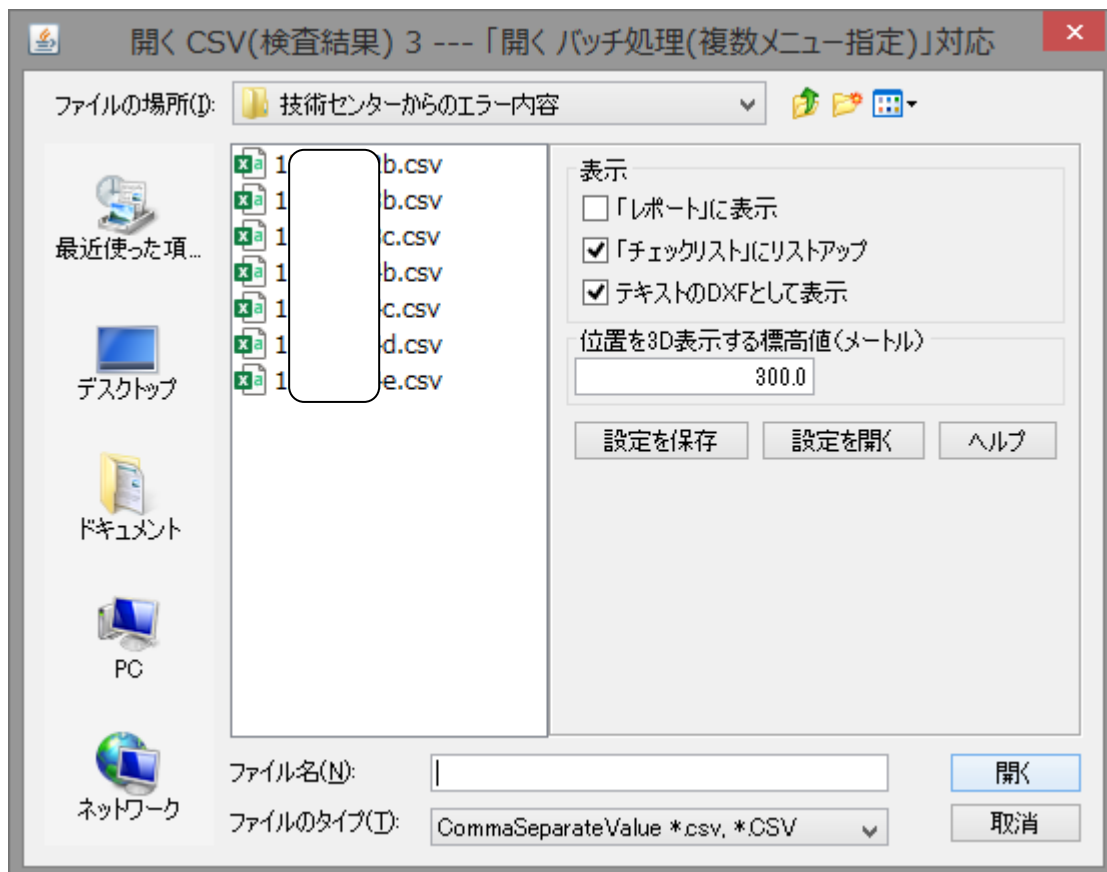 開く CSV(検査結果) 3 --- 「開く バッチ処理(複数メニュー指定)」対応
ファイルの場所(I):
技術センターからのエラー内容
最近使った項...
デスクトップ
ドキュメント
PC
ネットワーク
1 b.csv
1 b.csv
1 c.csv
1 b.csv
1 c.csv
1 d.csv
1 e.csv
表示
「レポート」に表示
「チェックリスト」にリストアップ
テキストのDXFとして表示
位置を3D表示する標高値(メートル)
300.0
設定を保存
設定を開く
ヘルプ
ファイル名(N):
開く
ファイルのタイプ(T):
CommaSeparateValue *.csv, *.CSV
取消